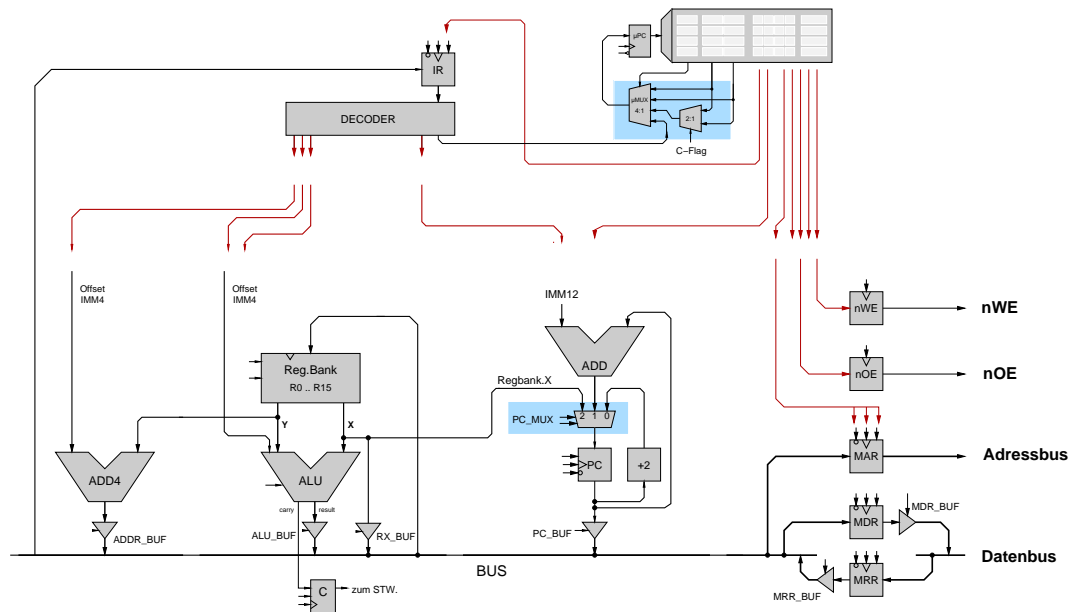 µPC
IR
µMUX
4:1
2:1
DECODER
C–Flag
Offset
IMM4
Offset
IMM4
IMM12
nWE
nWE
ADD
Reg.Bank
R0 .. R15
nOE
nOE
Regbank.X
PC_MUX
2 1 0
Y
X
ADD4
ALU
PC
+2
MAR
Adressbus
carry
result
ADDR_BUF
ALU_BUF
RX_BUF
PC_BUF
MDR
MDR_BUF
BUS
Datenbus
MRR
MRR_BUF
C
zum STW.